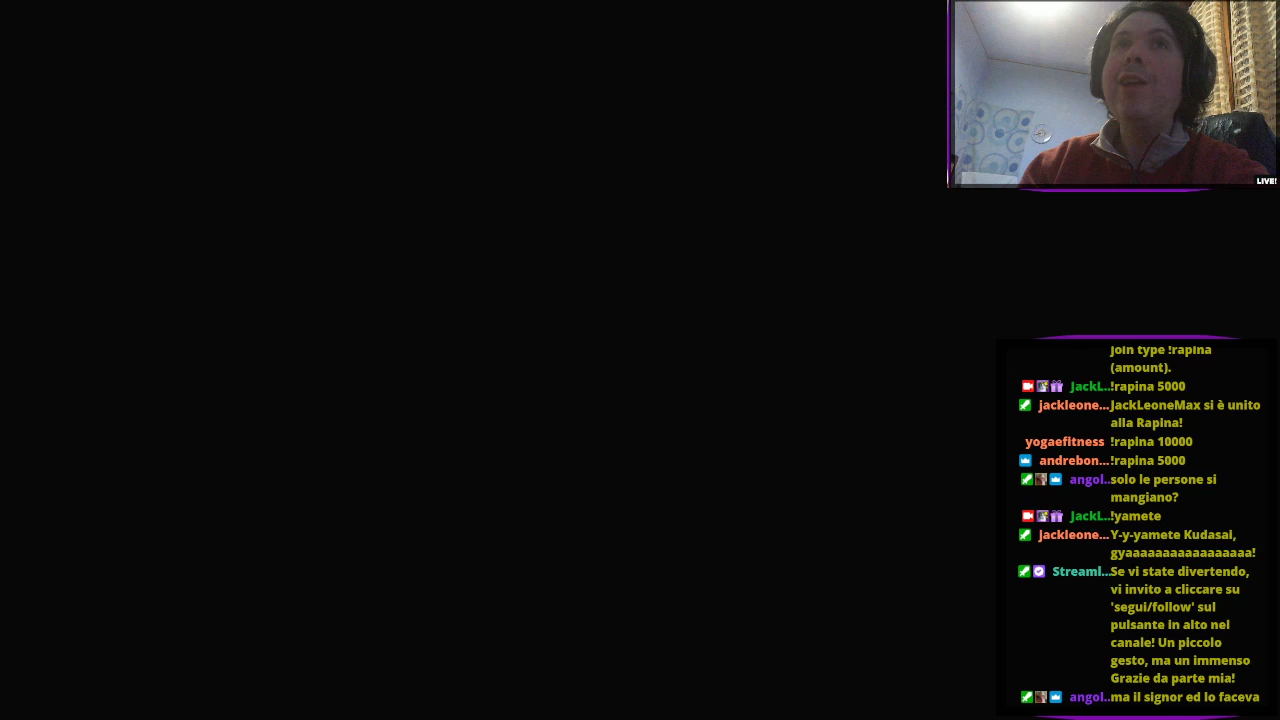 LIVE!
join type !rapina
(amount).
JackL... !rapina 5000
jackleone... JackLeoneMax si è unito
alla Rapina!
yogaefitness !rapina 10000
andrebon... !rapina 5000
angol... solo le persone si
mangiano?
JackL... !yamete
jackleone... Y-y-yamete Kudasai,
gyaaaaaaaaaaaaaaaaa!
Streaml... Se vi state divertendo,
vi invito a cliccare su
'segui/follow' sul
pulsante in alto nel
canale! Un piccolo
gesto, ma un immenso
Grazie da parte mia!
angol... ma il signor ed lo faceva